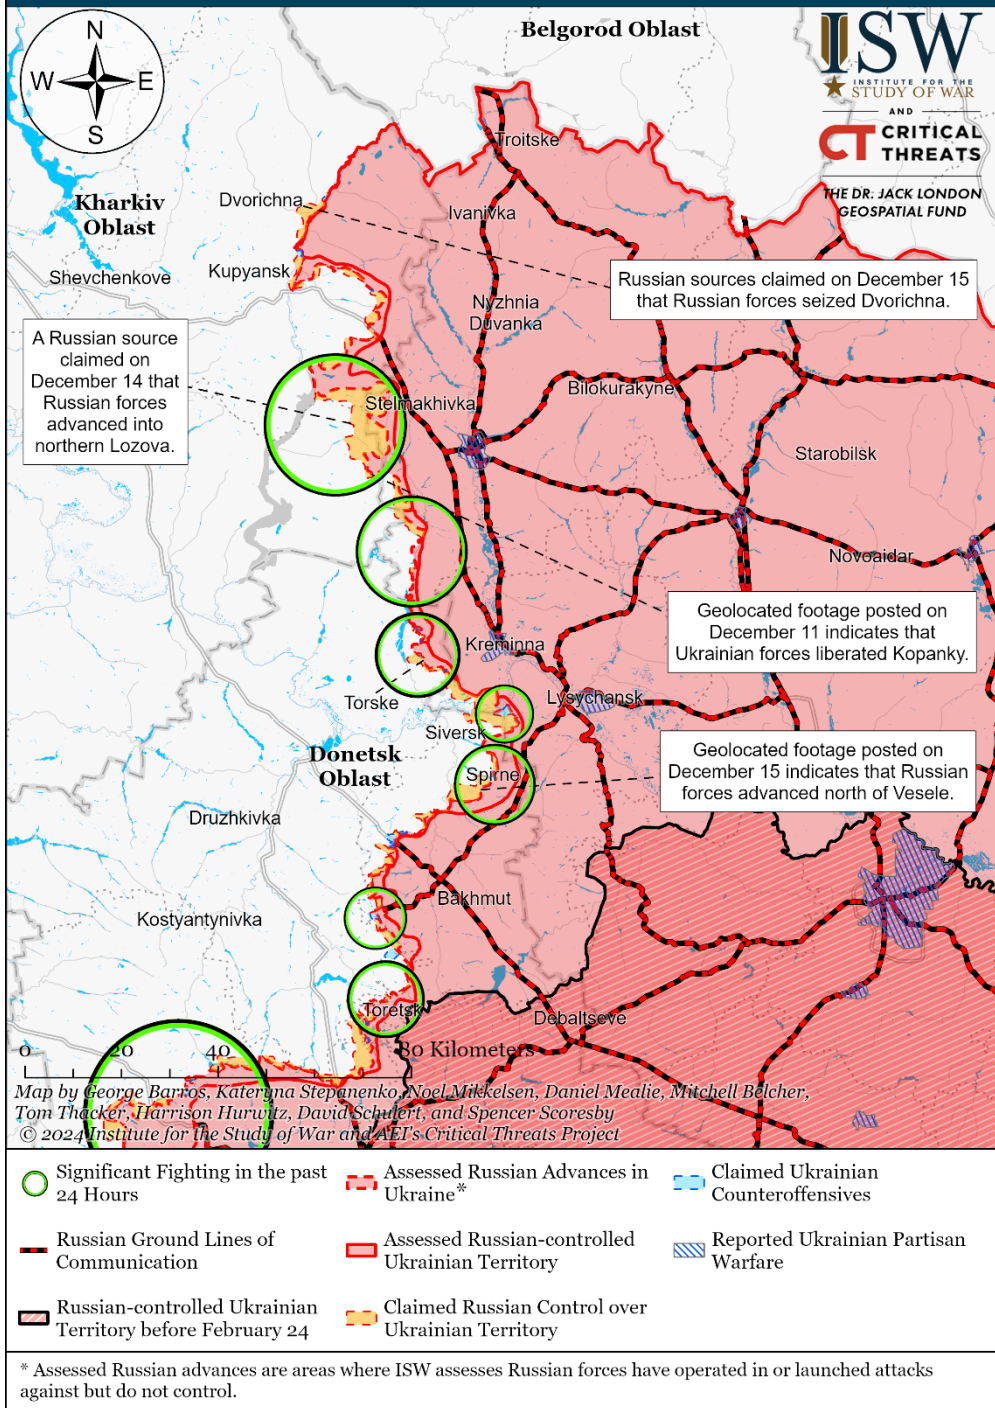 N
W
E
S
Belgorod Oblast
ISW
INSTITUTE FOR THE
STUDY OF WAR
AND
CT CRITICAL
THREATS
THE DR. JACK LONDON
GEOSPATIAL FUND
Troitske
Dvorichna
Kharkiv
Oblast
Ivanivka
Shevchenkove
Kupyansk
Russian sources claimed on December 15
that Russian forces seized Dvorichna.
Nyzhnia
Duvanka
A Russian source
claimed on
December 14 that
Russian forces
advanced into
northern Lozova.
Stelmakhivka
Bilokurakyne
Starobilsk
Novoaidar
Geolocated footage posted on
December 11 indicates that
Ukrainian forces liberated Kopanky.
Kreminna
Torske
Lysychansk
Siversk
Donetsk
Oblast
Spirne
Geolocated footage posted on
December 15 indicates that Russian
forces advanced north of Vesele.
Druzhkivka
Bakhmut
Kostyantynivka
Toretsk
Debaltseve
0 20 40 80 Kilometers
Map by George Barros, Kateryna Stepanenko, Noel Mikkelsen, Daniel Mealie, Mitchell Belcher,
Tom Thacker, Harrison Hurwitz, David Schulert, and Spencer Scoresby
© 2024 Institute for the Study of War and AEI's Critical Threats Project
Significant Fighting in the past
24 Hours
Assessed Russian Advances in
Ukraine*
Claimed Ukrainian
Counteroffensives
Russian Ground Lines of
Communication
Assessed Russian-controlled
Ukrainian Territory
Reported Ukrainian Partisan
Warfare
Russian-controlled Ukrainian
Territory before February 24
Claimed Russian Control over
Ukrainian Territory
* Assessed Russian advances are areas where ISW assesses Russian forces have operated in or launched attacks
against but do not control.